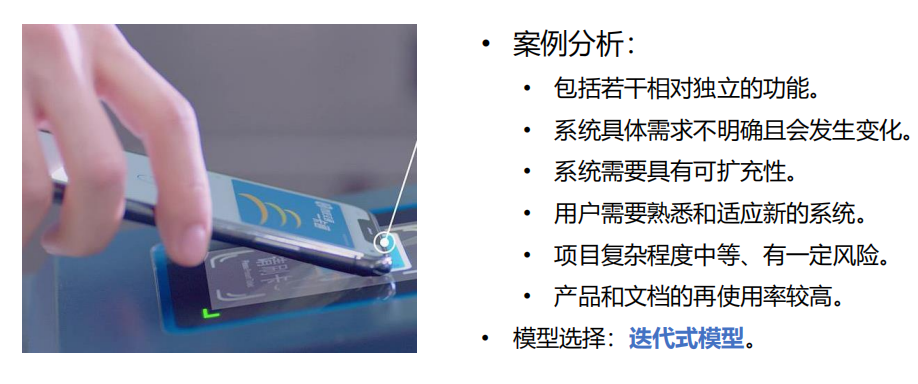 案例分析：
包括若干相对独立的功能。
系统具体需求不明确且会发生变化。
系统需要具有可扩充性。
用户需要熟悉和适应新的系统。
项目复杂程度中等、有一定风险。
产品和文档的再使用率较高。
模型选择：迭代式模型。